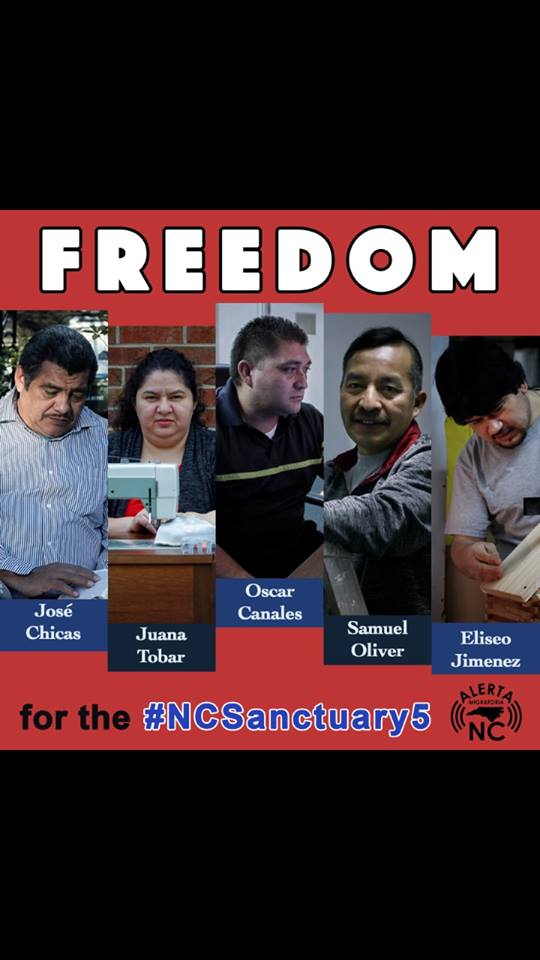 FREEDOM
José
Chicas
Juana
Tobar
Oscar
Canales
Samuel
Oliver
Eliseo
Jimenez
for the #NCSanctuary5
ALERTA
MIGRATORIA
NC